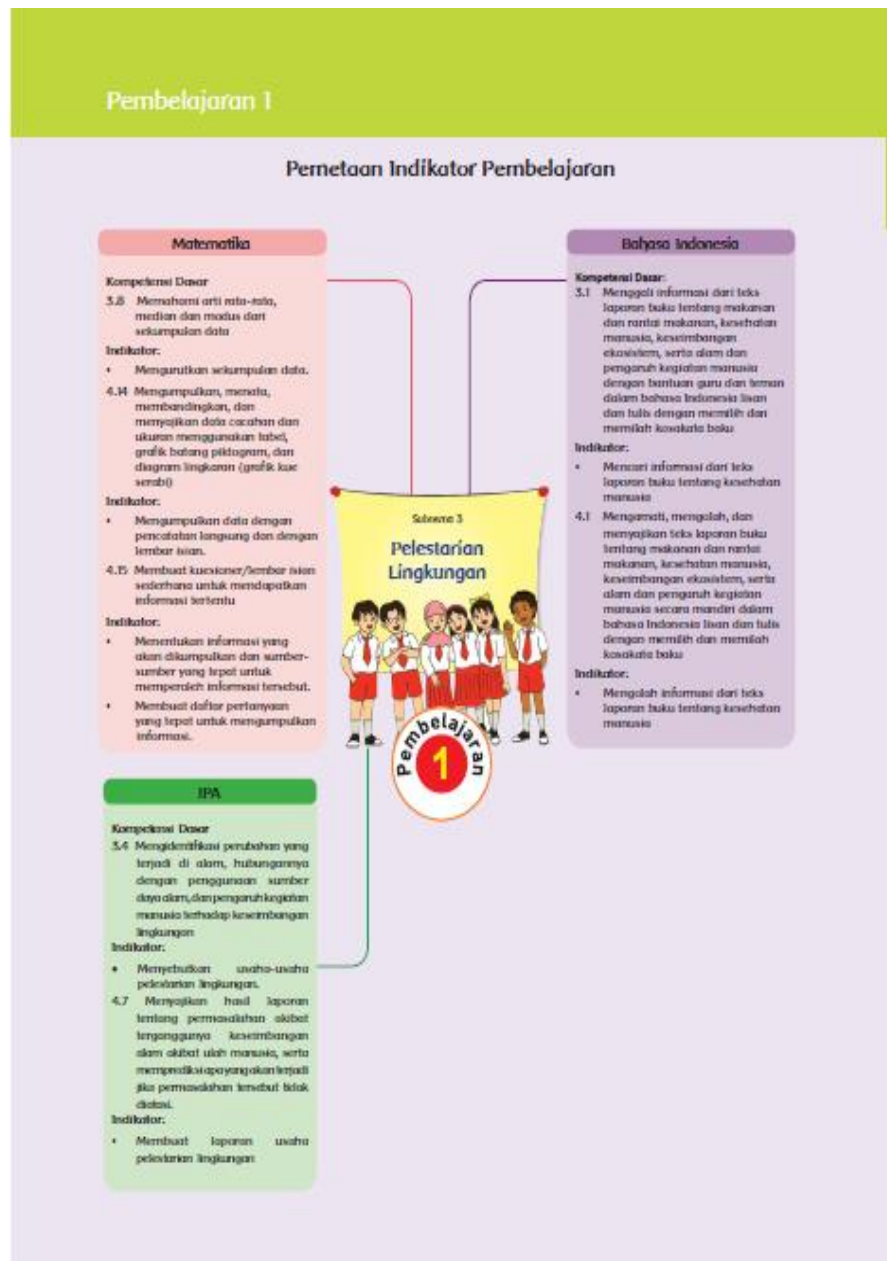 Pembelajaran 1
Pemetaan Indikator Pembelajaran
Matematika
Kompetensi Dasar
3.8 Memahami arti rata-rata,
median dan modus dari
sekumpulan data
Indikator:
• Mengurutkan sekumpulan data.
4.14 Mengumpulkan, menata,
membandingkan, dan
menyajikan data cacahan dan
ukuran menggunakan tabel,
grafik batang piktogram, dan
diagram lingkaran (grafik kue
serabi)
Indikator:
• Mengumpulkan data dengan
pencatatan langsung dan dengan
lembar isian.
4.15 Membuat kuesioner/lembar isian
sederhana untuk mendapatkan
informasi tertentu
Indikator:
• Menentukan informasi yang
akan dikumpulkan dan sumber-
sumber yang tepat untuk
memperoleh informasi tersebut.
• Membuat daftar pertanyaan
yang tepat untuk mengumpulkan
informasi.
Bahasa Indonesia
Kompetensi Dasar:
3.1 Menggali informasi dari teks
laporan buku tentang makanan
dan rantai makanan, kesehatan
manusia, keseimbangan
ekosistem, serta alam dan
pengaruh kegiatan manusia
dengan bantuan guru dan teman
dalam bahasa Indonesia lisan
dan tulis dengan memilih dan
memilah kosakata baku
Indikator:
• Mencari informasi dari teks
laporan buku tentang kesehatan
manusia
4.1 Mengamati, mengolah, dan
menyajikan teks laporan buku
tentang makanan dan rantai
makanan, kesehatan manusia,
keseimbangan ekosistem, serta
alam dan pengaruh kegiatan
manusia secara mandiri dalam
bahasa Indonesia lisan dan tulis
dengan memilih dan memilah
kosakata baku
Indikator:
• Mengolah informasi dari teks
laporan buku tentang kesehatan
manusia
Subtema 3
Pelestarian
Lingkungan
Pembelajaran
1
IPA
Kompetensi Dasar
3.4 Mengidentifikasi perubahan yang
terjadi di alam, hubungannya
dengan penggunaan sumber
daya alam, dan pengaruh kegiatan
manusia terhadap keseimbangan
lingkungan
Indikator:
• Menyebutkan usaha-usaha
pelestarian lingkungan.
4.7 Menyajikan hasil laporan
tentang permasalahan akibat
terganggunya keseimbangan
alam akibat ulah manusia, serta
memprediksi apa yang akan terjadi
jika permasalahan tersebut tidak
diatasi.
Indikator:
• Membuat laporan usaha
pelestarian lingkungan